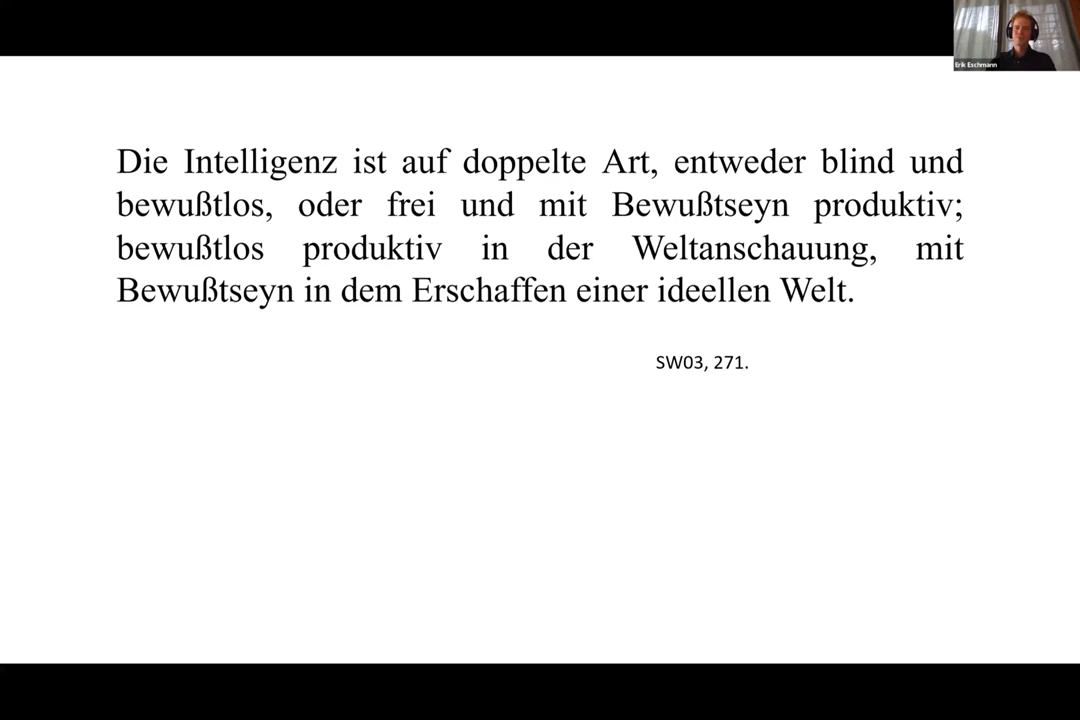 Erik Eschmann
Die Intelligenz ist auf doppelte Art, entweder blind und
bewußtlos, oder frei und mit Bewußtseyn produktiv;
bewußtlos produktiv in der Weltanschauung, mit
Bewußtseyn in dem Erschaffen einer ideellen Welt.
SW03, 271.